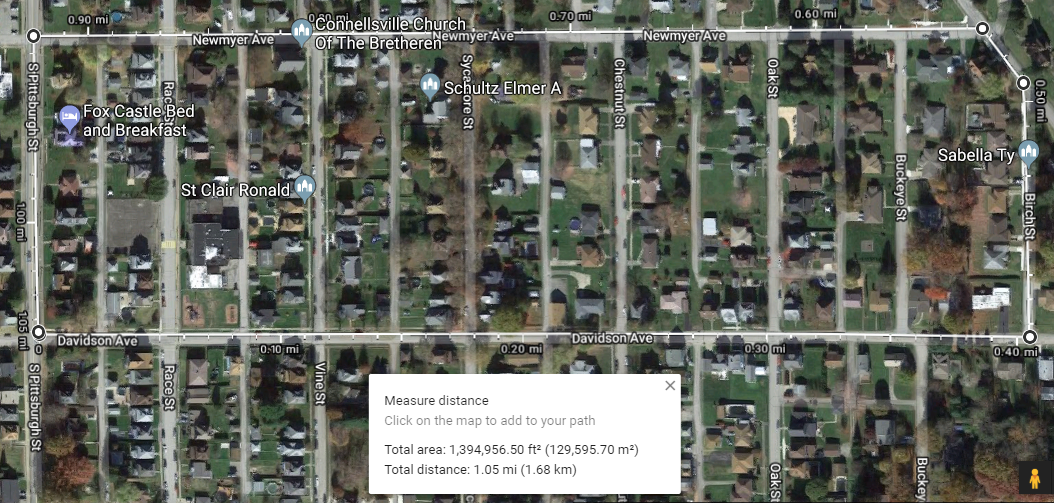 0.90 mi
0.70 mi
0.60 mi
Connellsville Church
Of The Bretheren
Newmyer Ave
Newmyer Ave
Newmyer Ave
S Pittsburgh St
Race
Sycamore St
Chestnut St
Oak St
0.50 mi
Schultz Elmer A
Fox Castle Bed
and Breakfast
Sabella Ty
St Clair Ronald
Buckeye St
Birch St
1.00 mi
1.05 mi
0
Davidson Ave
0.10 mi
0.20 mi
Davidson Ave
0.30 mi
0.40 mi
S Pittsburgh St
Race St
Vine St
Oak St
Buckey
Measure distance
Click on the map to add to your path
Total area: 1,394,956.50 ft² (129,595.70 m²)
Total distance: 1.05 mi (1.68 km)